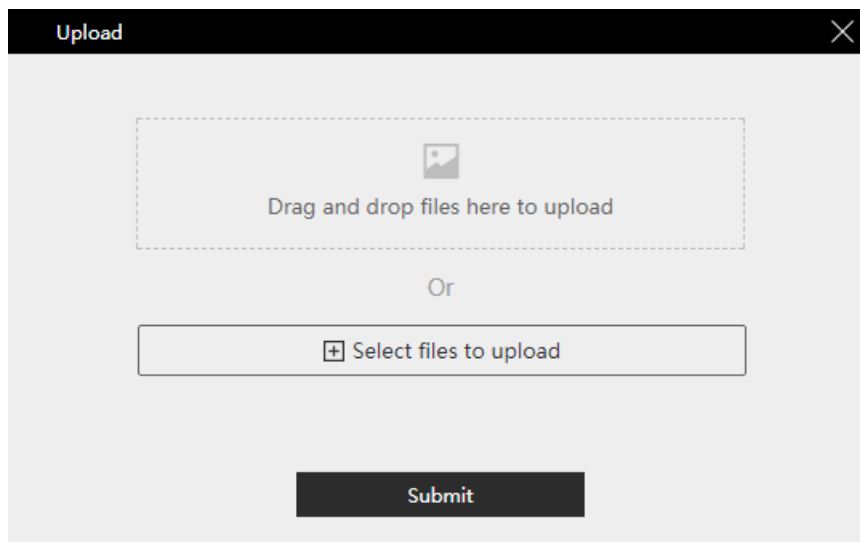 Upload
Drag and drop files here to upload
Or
Select files to upload
Submit